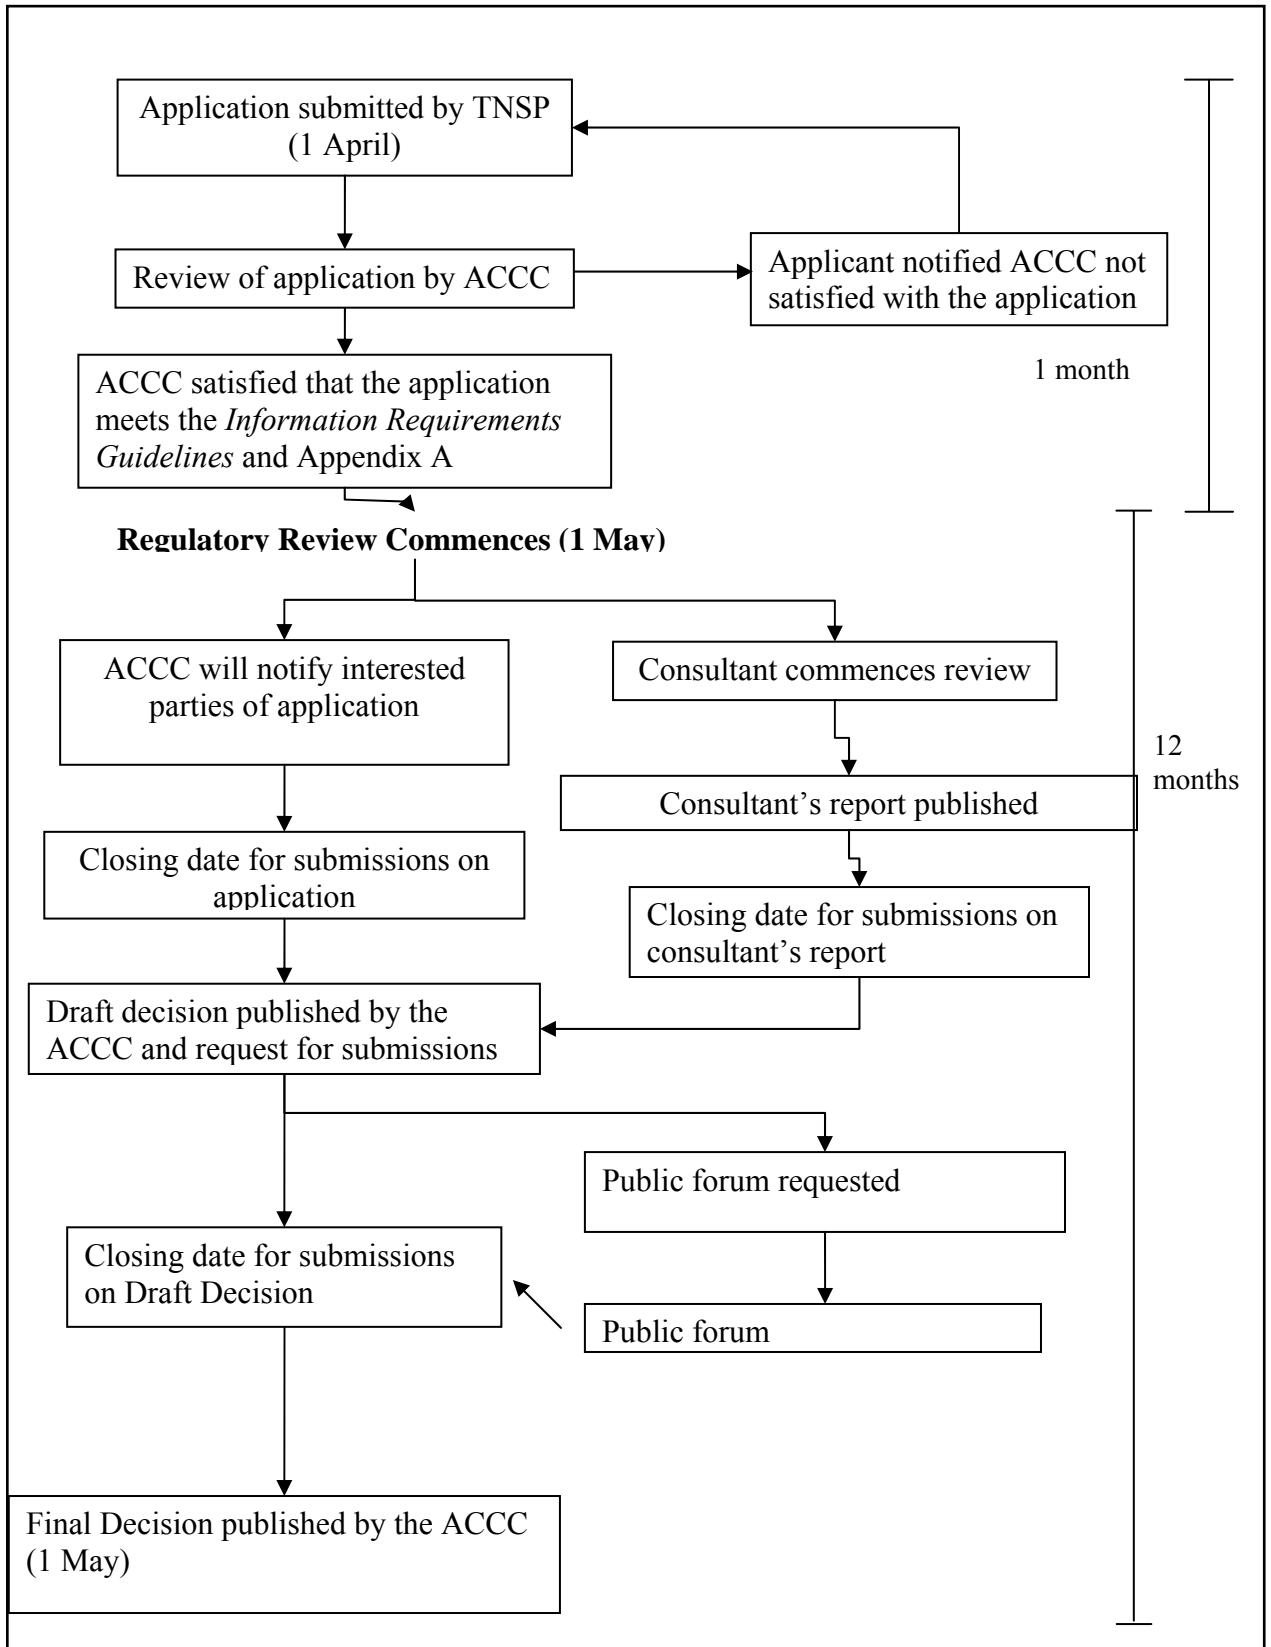 Application submitted by TNSP
(1 April)
Review of application by ACCC
Applicant notified ACCC not
satisfied with the application
1 month
ACCC satisfied that the application
meets the Information Requirements
Guidelines and Appendix A
Regulatory Review Commences (1 May)
ACCC will notify interested
parties of application
Consultant commences review
12
months
Consultant’s report published
Closing date for submissions on
application
Closing date for submissions on
consultant’s report
Draft decision published by the
ACCC and request for submissions
Public forum requested
Closing date for submissions
on Draft Decision
Public forum
Final Decision published by the ACCC
(1 May)